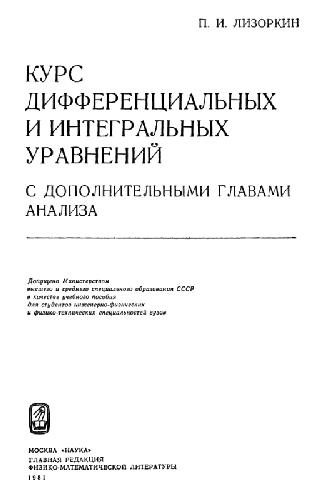 П. И. ЛИЗОРКИН
КУРС
ДИФФЕРЕНЦИАЛЬНЫХ
И ИНТЕГРАЛЬНЫХ
УРАВНЕНИЙ
С ДОПОЛНИТЕЛЬНЫМИ ГЛАВАМИ
АНАЛИЗА
Допущено Министерством
высшего и среднего специального образования СССР
в качестве учебного пособия
для студентов инженерно-физических
и физико-технических специальностей вузов
МОСКВА «НАУКА»
ГЛАВНАЯ РЕДАКЦИЯ
ФИЗИКО-МАТЕМАТИЧЕСКОЙ ЛИТЕРАТУРЫ
1981